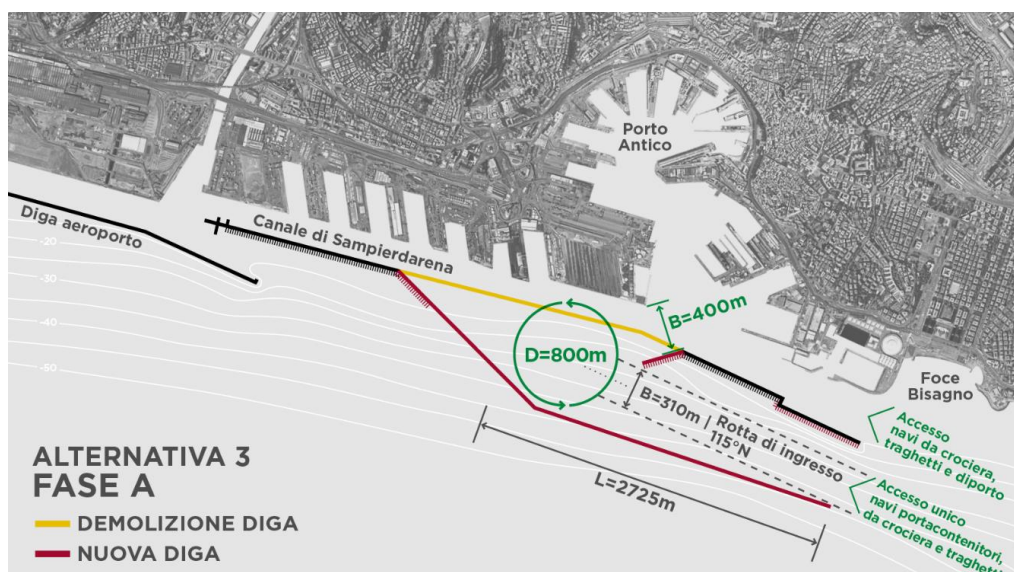 Porto
Antico
Diga aeroporto
Canale di Sampierdarena
-20
-30
-40
-50
B=400m
D=800m
B=310m | Rotta di ingresso
115°N
L=2725m
Foce
Bisagno
Accesso
navi da crociera,
traghetti e diporto
Accesso unico
navi portacontenitori,
da crociera e traghetti
ALTERNATIVA 3
FASE A
DEMOLIZIONE DIGA
NUOVA DIGA